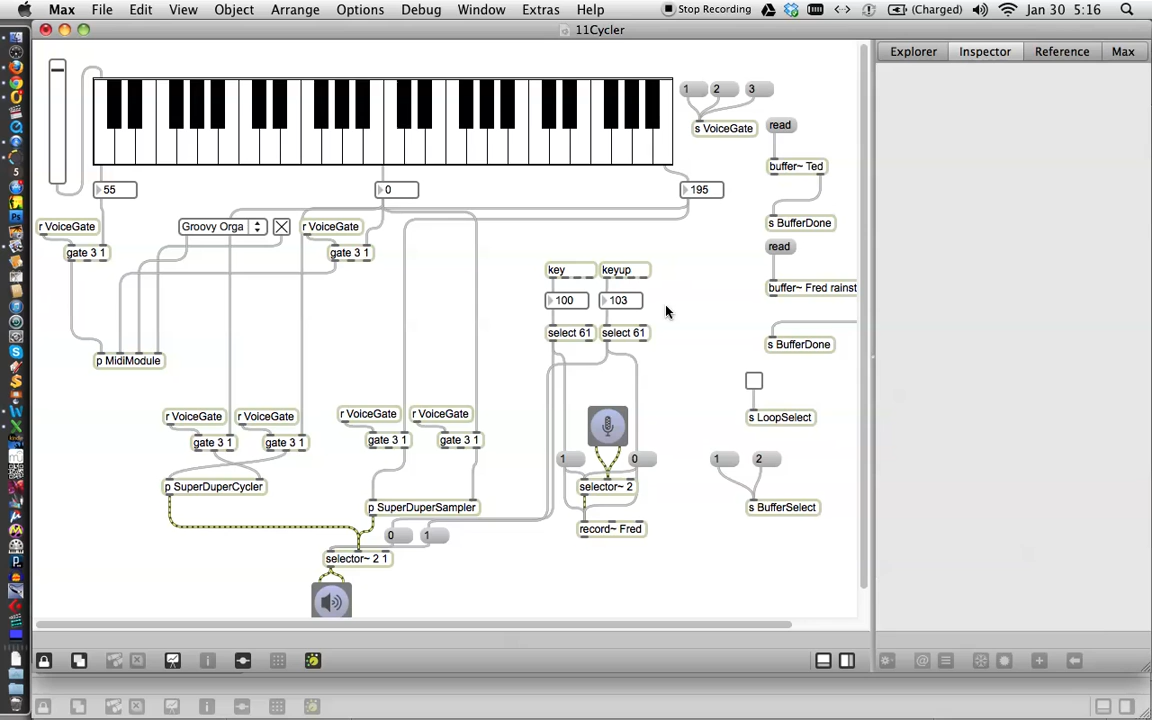 Max File Edit View Object Arrange Options Debug Window Extras Help
Stop Recording (Charged) Jan 30 5:16
11Cycler
Explorer Inspector Reference Max
1 2 3
s VoiceGate
read
buffer~ Ted
s BufferDone
read
buffer~ Fred rainst
s BufferDone
55
0
195
r VoiceGate
Groovy Orga
r VoiceGate
gate 3 1
gate 3 1
key keyup
100 103
select 61 select 61
p MidiModule
r VoiceGate r VoiceGate r VoiceGate r VoiceGate
gate 3 1 gate 3 1 gate 3 1 gate 3 1
p SuperDuperCycler
p SuperDuperSampler
1 0
selector~ 2
record~ Fred
0 1
selector~ 2 1
s LoopSelect
1 2
s BufferSelect